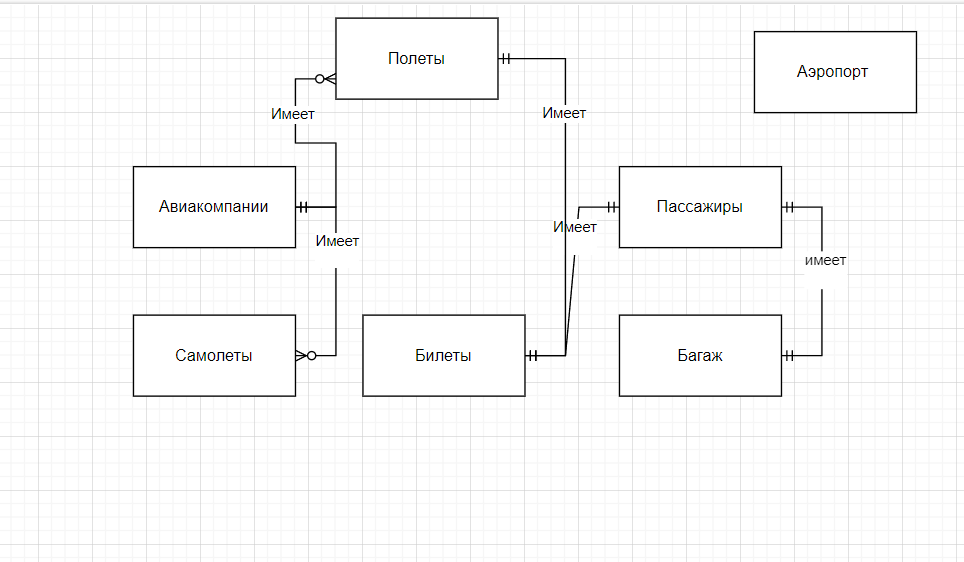 Полеты
Аэропорт
Имеет
Имеет
Авиакомпании
Пассажиры
Имеет
Имеет
имеет
Самолеты
Билеты
Багаж